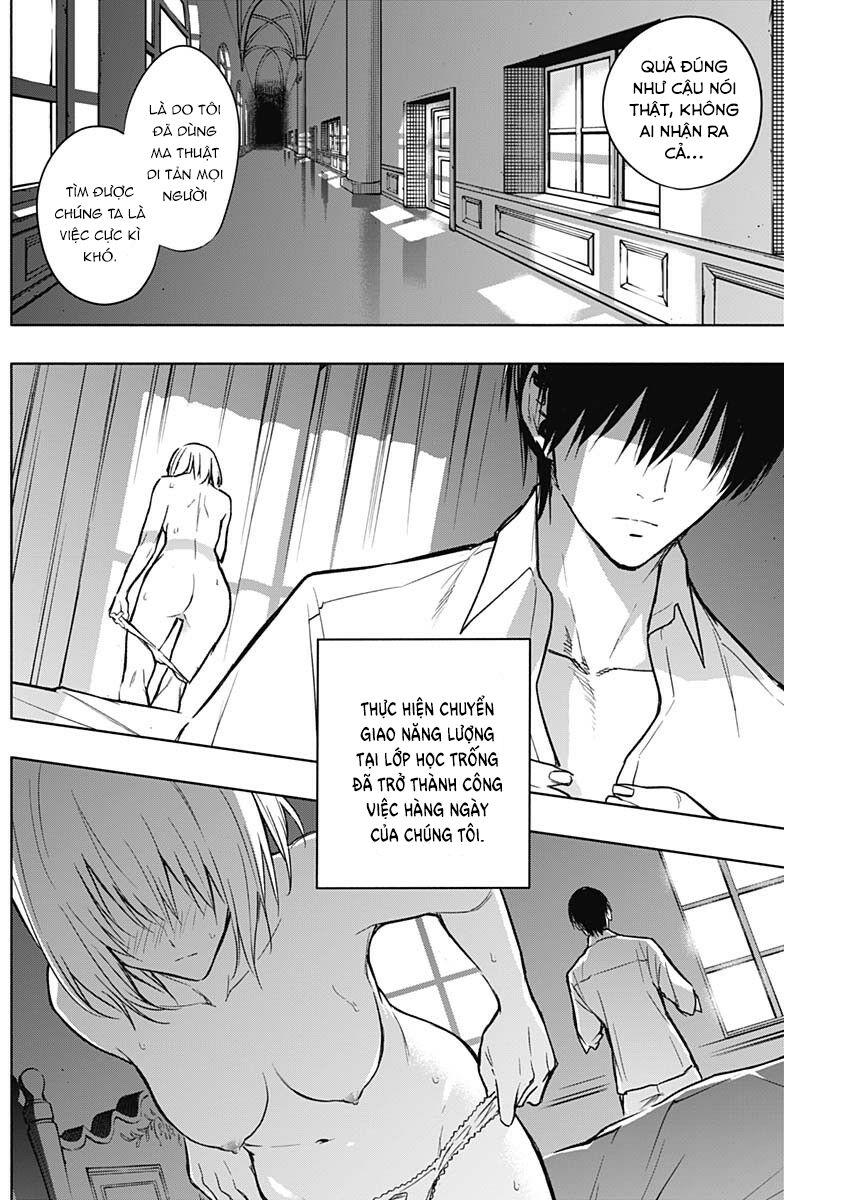 QUẢ ĐÚNG
NHƯ CẬU NÓI
THẬT, KHÔNG
AI NHẬN RA
CẢ...
LÀ DO TÔI
ĐÃ DÙNG
MA THUẬT
DI TẢN MỌI
NGƯỜI
TÌM ĐƯỢC
CHÚNG TA LÀ
VIỆC CỰC KÌ
KHÓ.
THỰC HIỆN CHUYỂN
GIAO NĂNG LƯỢNG
TẠI LỚP HỌC TRỐNG
ĐÃ TRỞ THÀNH CÔNG
VIỆC HÀNG NGÀY
CỦA CHÚNG TÔI.